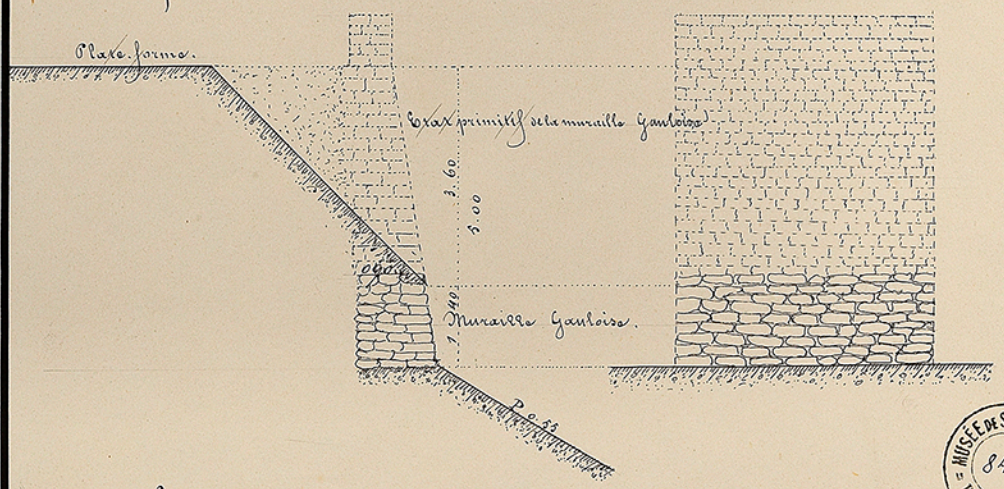 Plate-forme.
Etat primitif de la muraille Gauloise
3.60
5.00
0.90
1.40
Muraille Gauloise.
P 0.55
MUSÉE DE S
84